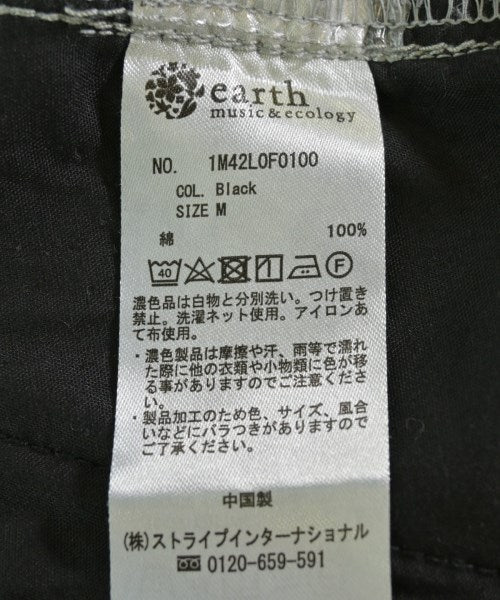 earth
music&ecology
NO. 1M42L0F0100
COL. Black
SIZE M
綿 100%
40 F
濃色品は白物と分別洗い。つけ置き
禁止。洗濯ネット使用。アイロンあ
て布使用。
・濃色製品は摩擦や汗、雨等で濡れ
た際に他の衣類や小物類に色が移
る事がありますのでご注意くださ
い。
・製品加工のため色、サイズ、風合
いなどにバラつきがありますので
ご了承ください。
中国製
(株)ストライプインターナショナル
0120-659-591